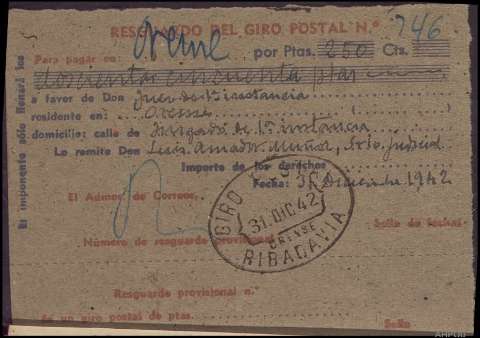 RESGUARDO DEL GIRO POSTAL N.º 746
Para pagar en Orense por Ptas. 250 Cts.
doscientas cincuenta ptas
a favor de Don Juez de 1ª instancia
residente en: Orense
domicilio; calle de Juzgado de 1ª instancia
Lo remite Don Luis Amador Muñoz, Srio. Judicial
Importe de los derechos
Fecha: 31 Diciembre 1942
El Admor de Correos,
Sello de fechas
Número de resguardo provisional
GIRO
31. DIC 42
ORENSE
RIBADAVIA
Resguardo provisional n.º
de un giro postal de ptas.
Sello
El imponente sólo llenará los
AHPOU